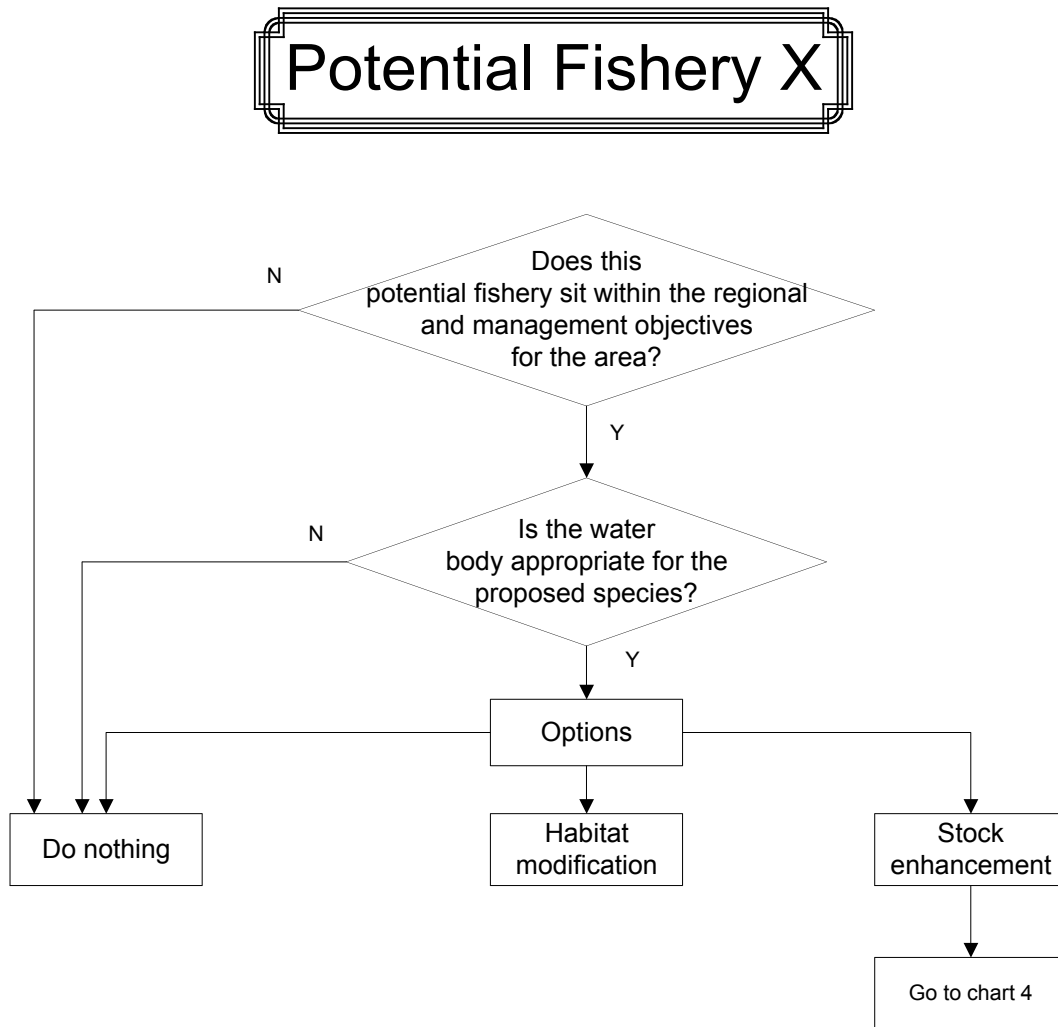 Potential Fishery X
Does this
potential fishery sit within the regional
and management objectives
for the area?
N
Y
Is the water
body appropriate for the
proposed species?
N
Y
Options
Do nothing
Habitat
modification
Stock
enhancement
Go to chart 4